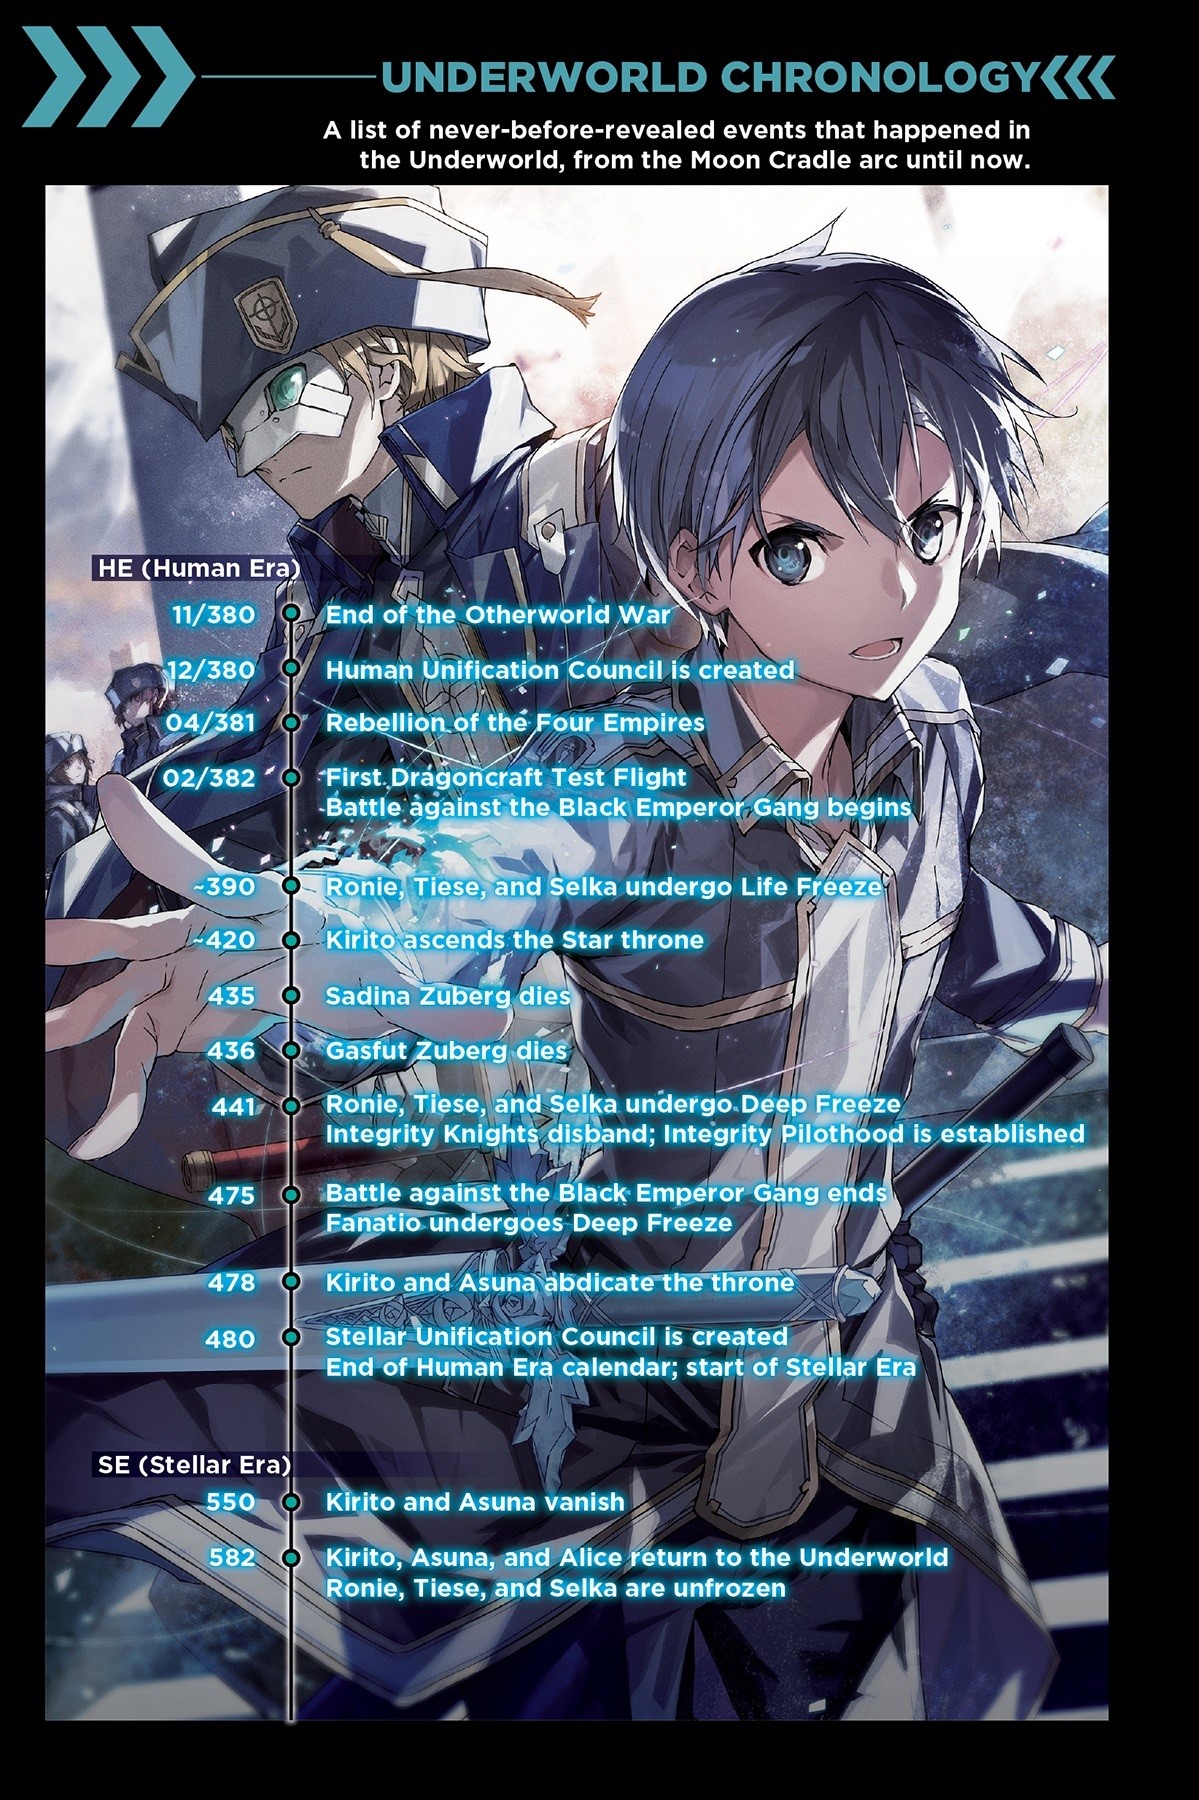 UNDERWORLD CHRONOLOGY
A list of never-before-revealed events that happened in
the Underworld, from the Moon Cradle arc until now.
HE (Human Era)
11/380 End of the Otherworld War
12/380 Human Unification Council is created
04/381 Rebellion of the Four Empires
02/382 First Dragoncraft Test Flight
Battle against the Black Emperor Gang begins
~390 Ronie, Tiese, and Selka undergo Life Freeze
~420 Kirito ascends the Star throne
435 Sadina Zuberg dies
436 Gasfut Zuberg dies
441 Ronie, Tiese, and Selka undergo Deep Freeze
Integrity Knights disband; Integrity Pilothood is established
475 Battle against the Black Emperor Gang ends
Fanatio undergoes Deep Freeze
478 Kirito and Asuna abdicate the throne
480 Stellar Unification Council is created
End of Human Era calendar; start of Stellar Era
SE (Stellar Era)
550 Kirito and Asuna vanish
582 Kirito, Asuna, and Alice return to the Underworld
Ronie, Tiese, and Selka are unfrozen